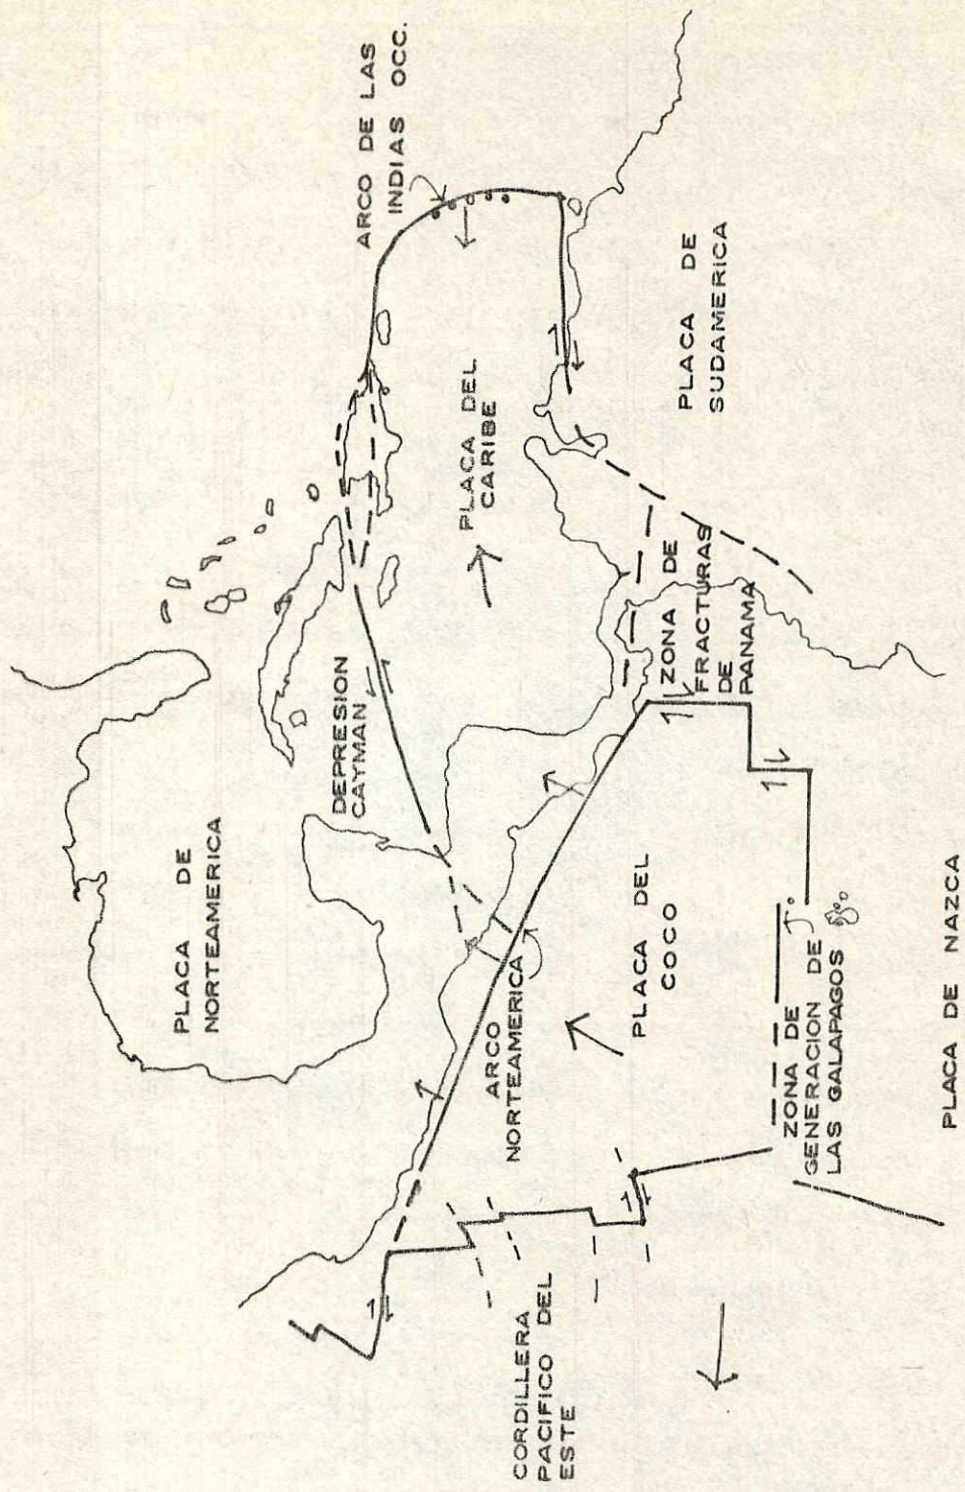 PLACA DE
NORTEAMERICA
ARCO DE LAS
INDIAS OCC.
DEPRESION
CAYMAN
PLACA DEL
CARIBE
ARCO
NORTEAMERICA
PLACA DEL
COCO
ZONA DE
FRACTURAS
DE
PANAMA
PLACA DE
SUDAMERICA
CORDILLERA
PACIFICO DEL
ESTE
ZONA DE
GENERACION DE
LAS GALAPAGOS
PLACA DE NAZCA